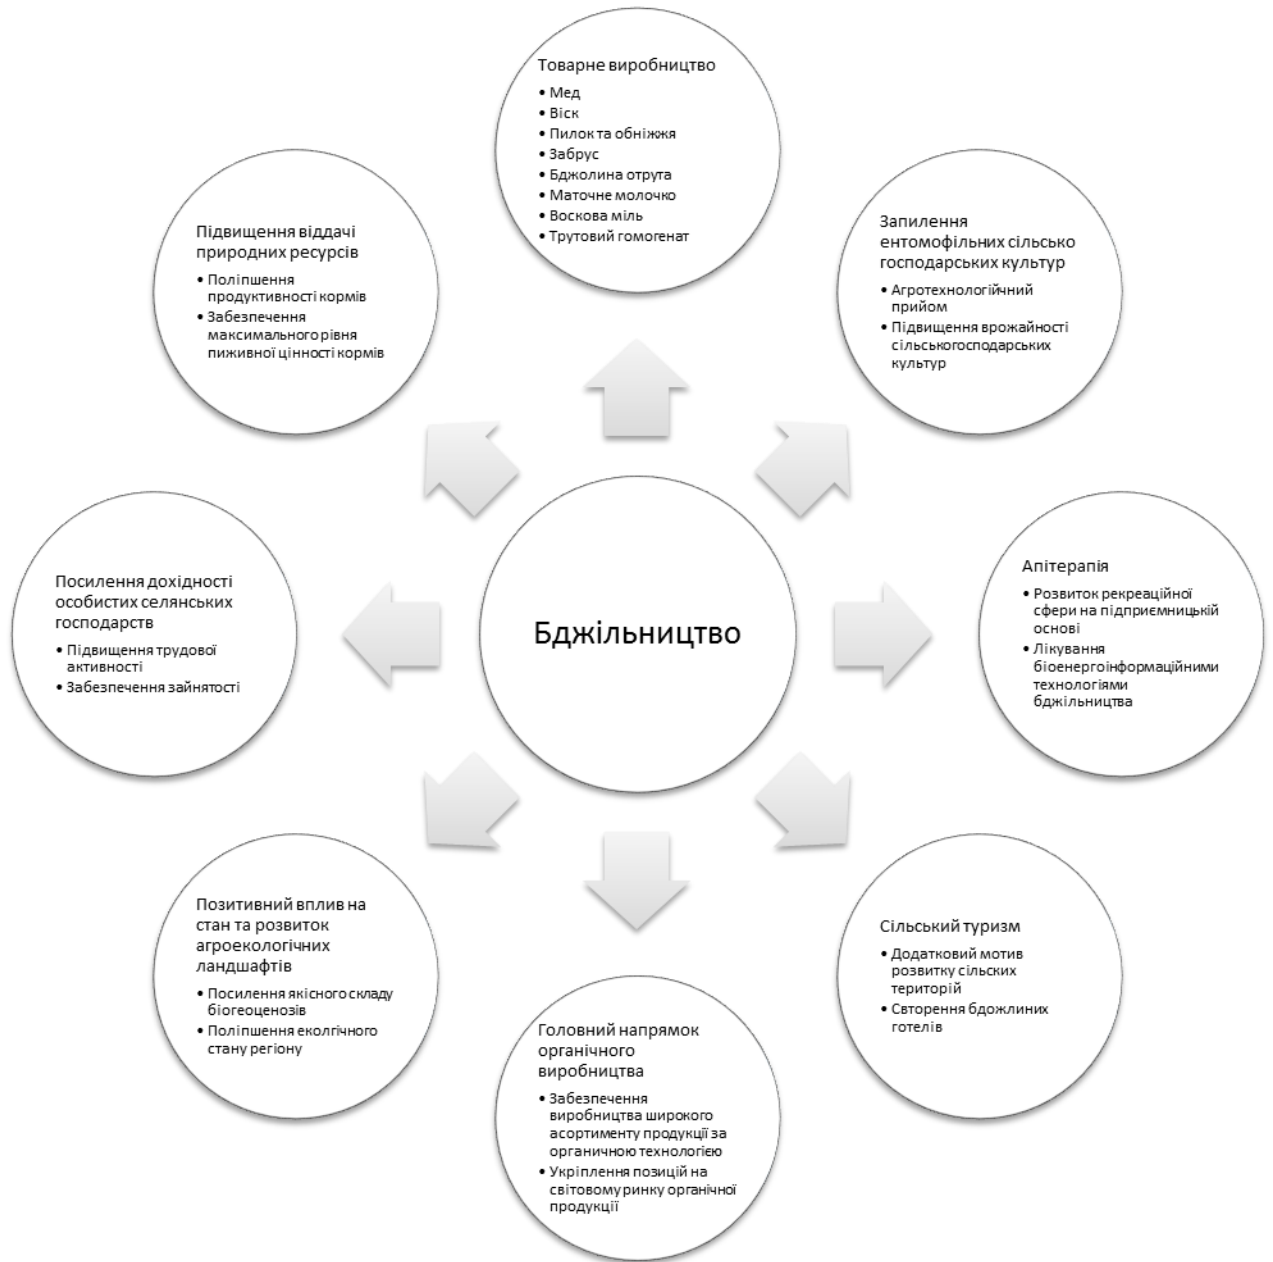 Товарне виробництво
• Мед
• Віск
• Пилок та обніжжя
• Забрус
• Бджолина отрута
• Маточне молочко
• Воскова міль
• Трутовий гомогенат
Запилення
ентомофільних сільсько
господарських культур
• Агротехнологійчний
прийом
• Підвищення врожайності
сільськогосподарських
культур
Апітерапія
• Розвиток рекреаційної
сфери на підприємницькій
основі
• Лікування
біоенергоінформаційними
технологіями
бджільництва
Сільський туризм
• Додатковий мотив
розвитку сільских
територій
• Свторення бдожлиних
готелів
Головний напрямок
органічного
виробництва
• Забезпечення
виробництва широкого
асортименту продукції за
органичною технологією
• Укріплення позицій на
світовому ринку органічної
продукції
Позитивний вплив на
стан та розвиток
агроекологічних
ландшафтів
• Посилення якісного складу
біогеоценозів
• Поліпшення еколгічного
стану регіону
Посилення дохідності
особистих селянських
господарств
• Підвищення трудової
активності
• Забезпечення зайнятості
Підвищення віддачі
природних ресурсів
• Поліпшення
продуктивності кормів
• Забезпечення
максимального рівня
пиживної цінності кормів
Бджільництво